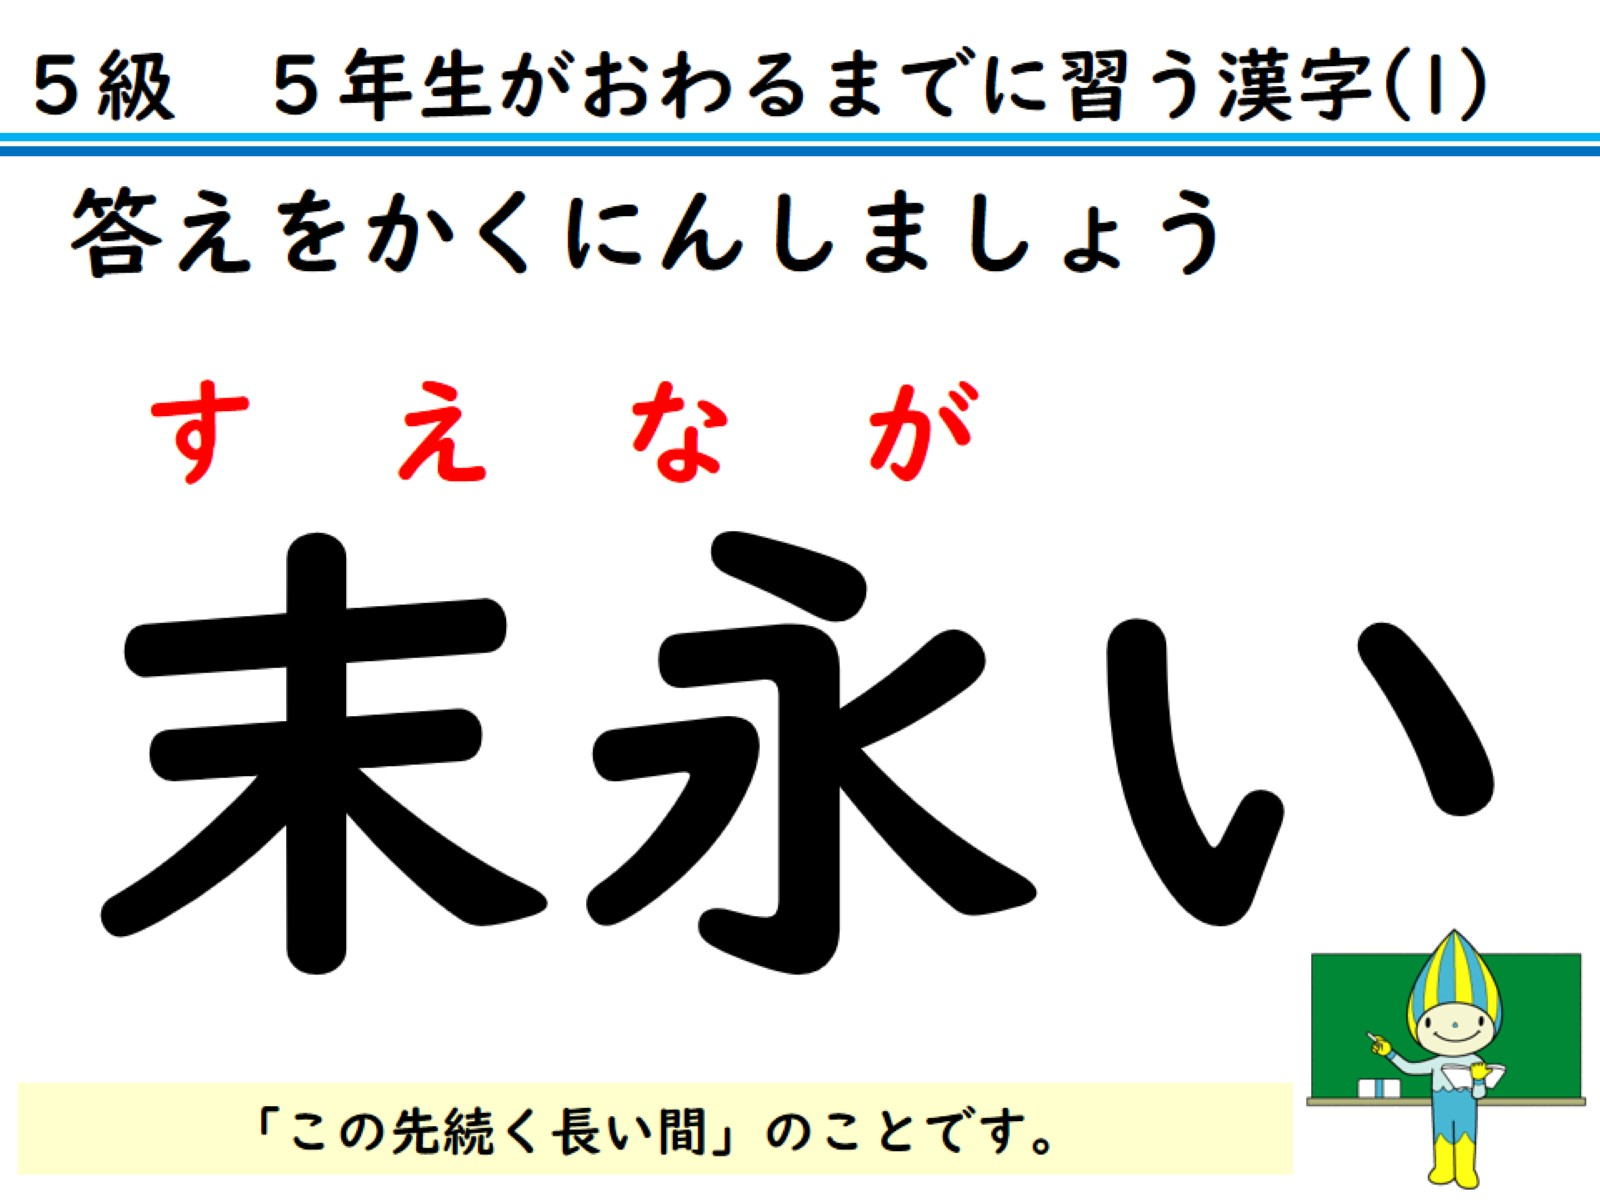 ５級　５年生がおわるまでに習う漢字(1)
答えをかくにんしましょう
すえなが
末永い
「この先続く長い間」のことです。